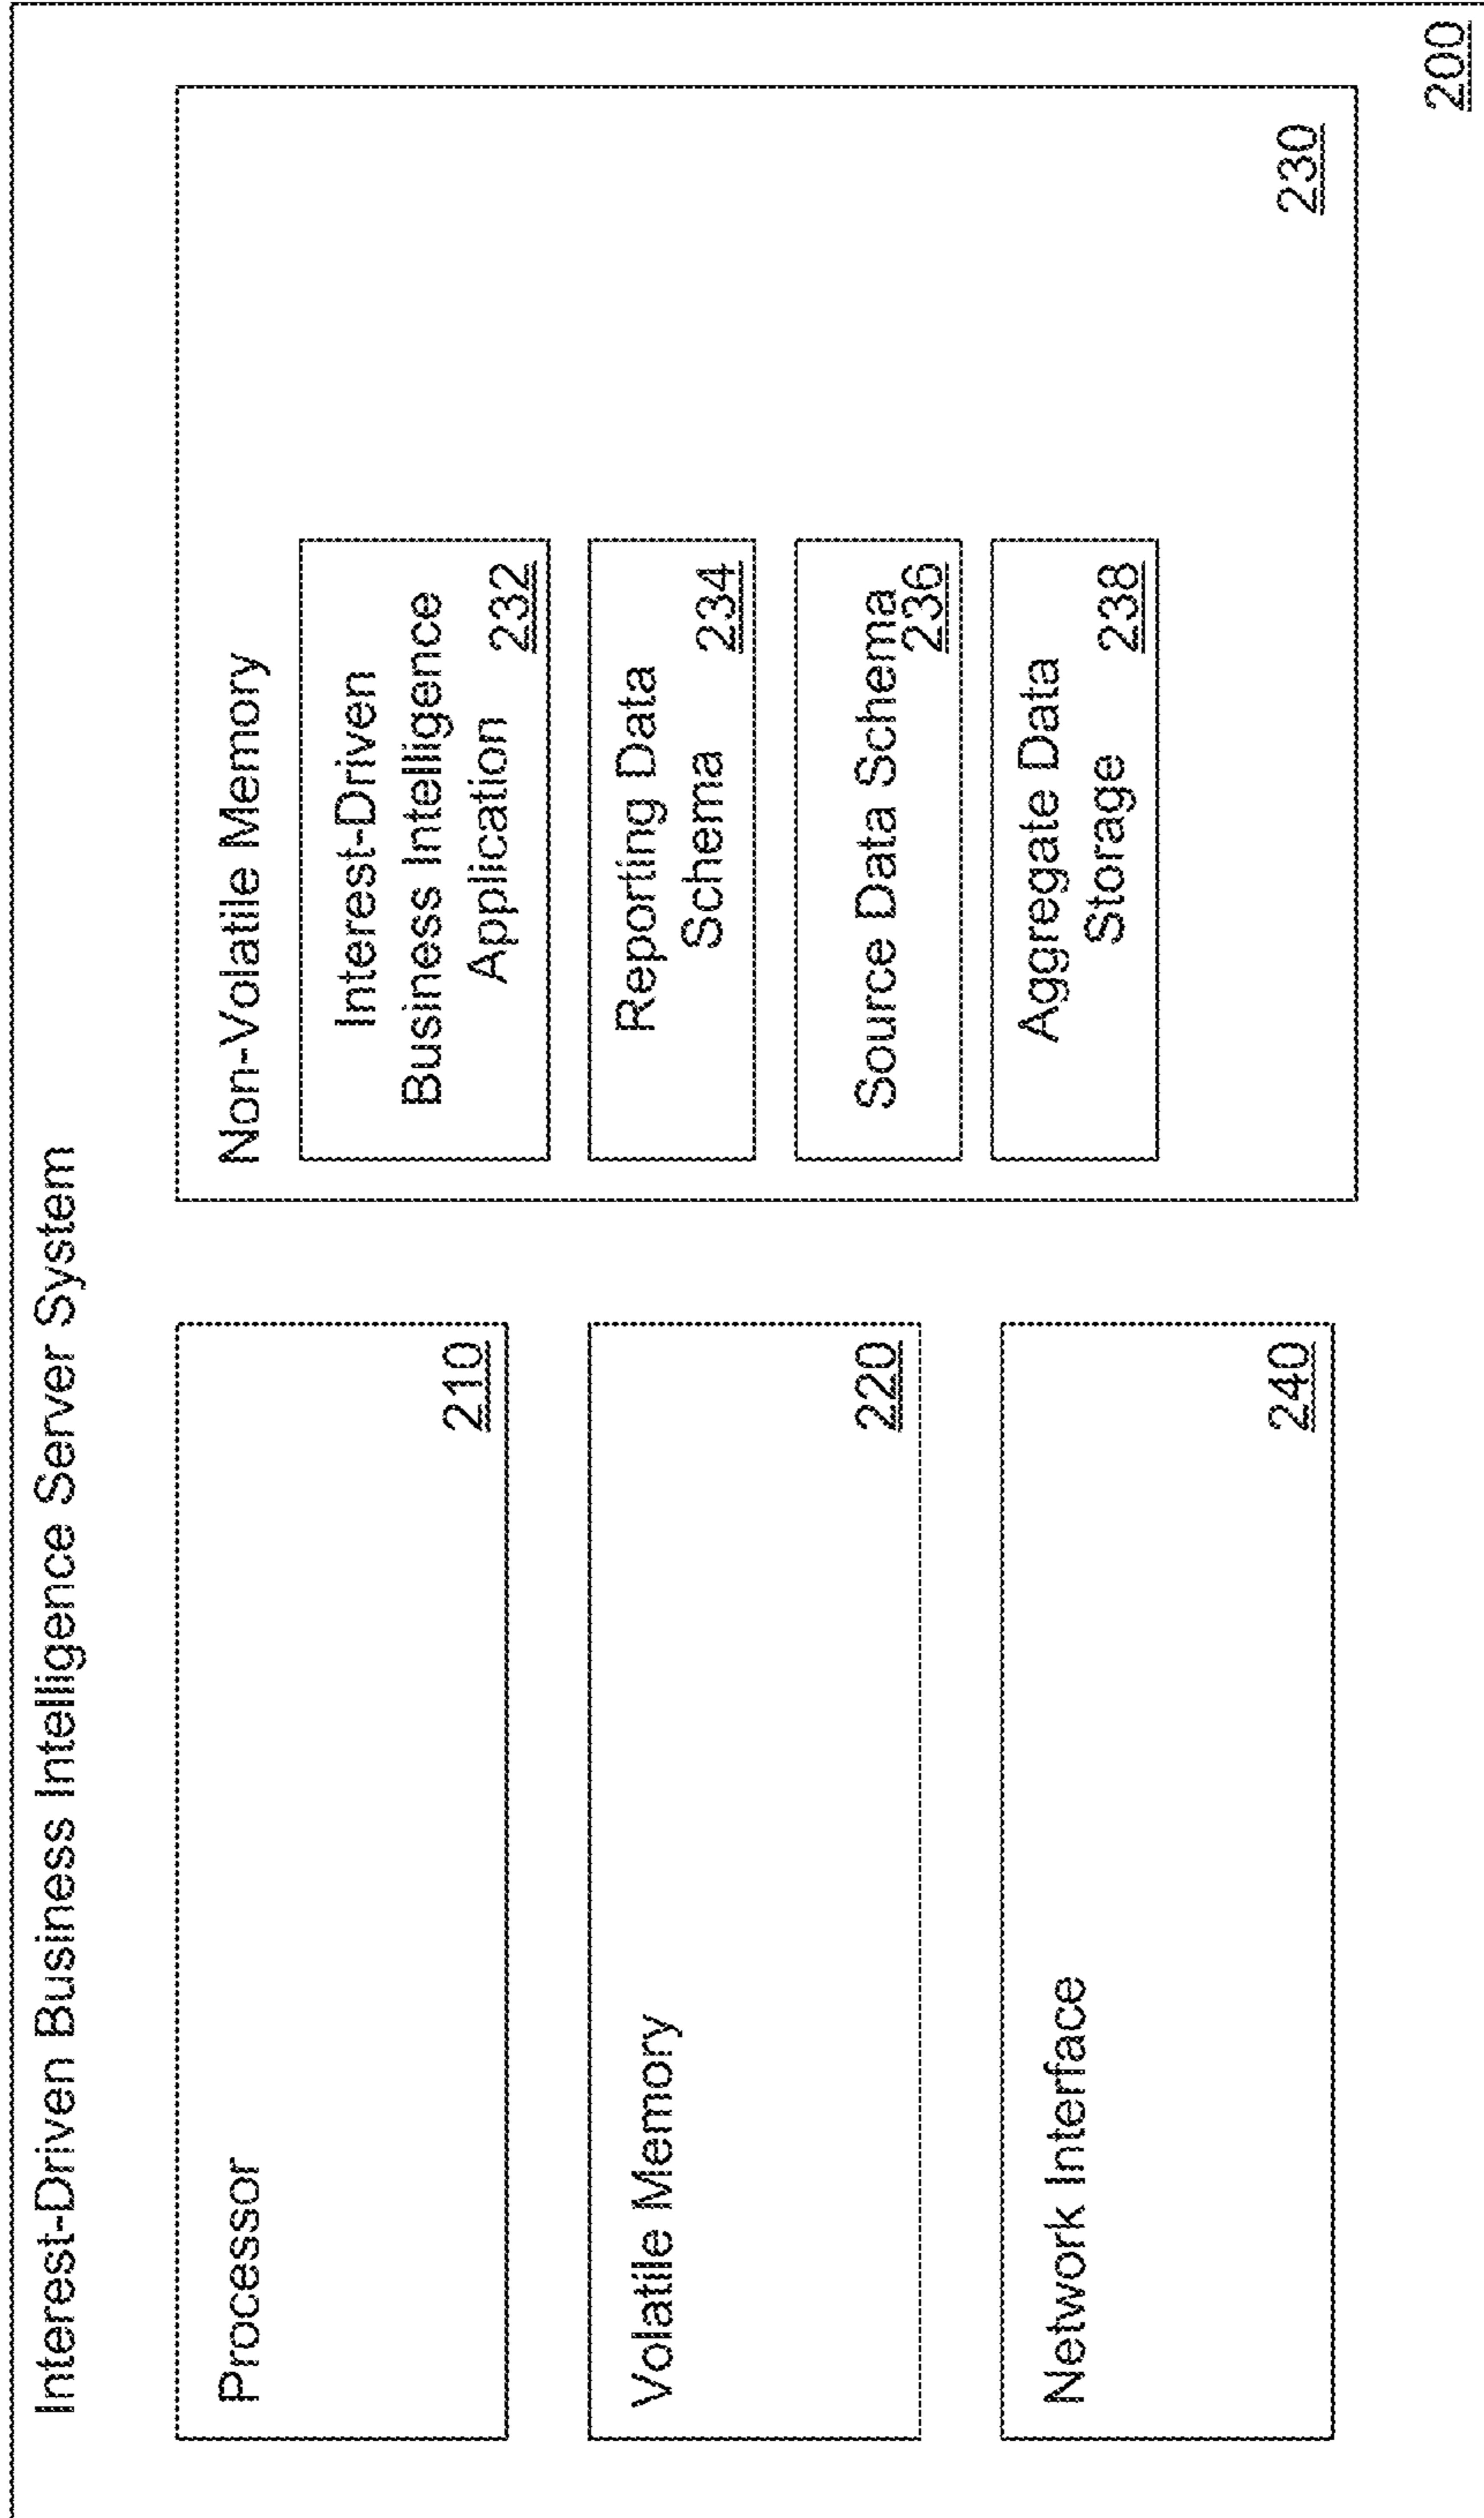 Interest-Driven Business Intelligence Server System
Processor
210
Volatile Memory
220
Network Interface
240
Non-Volatile Memory
Interest-Driven
Business Intelligence
Application 232
Reporting Data
Schema 234
Source Data Schema
236
Aggregate Data
Storage 238
230
200